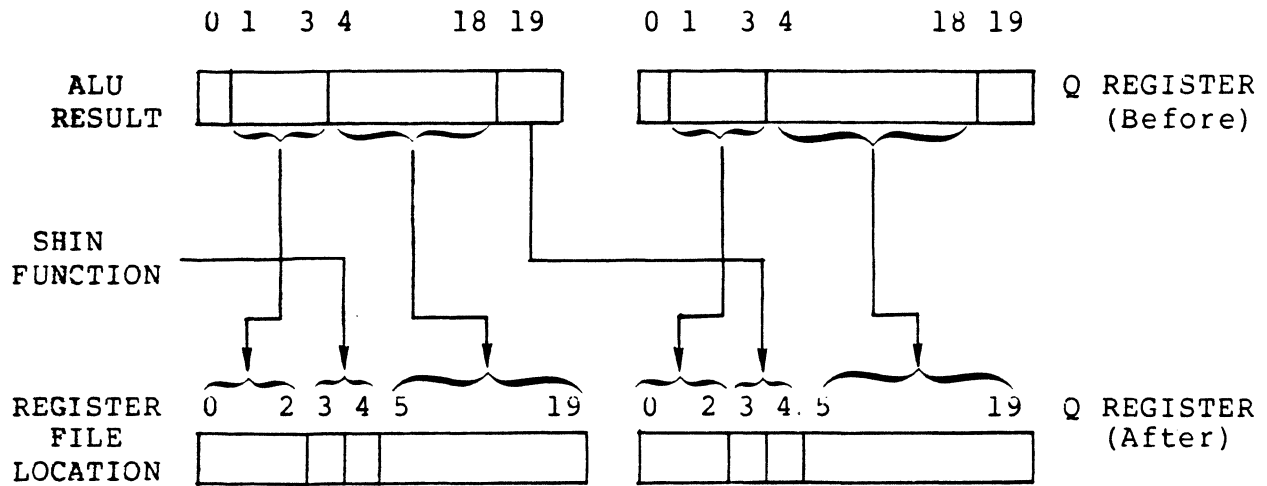 0 1 3 4 18 19
0 1 3 4 18 19
ALU
RESULT
Q REGISTER
(Before)
SHIN
FUNCTION
0 2 3 4 5 19
0 2 3 4. 5 19
REGISTER
FILE
LOCATION
Q REGISTER
(After)